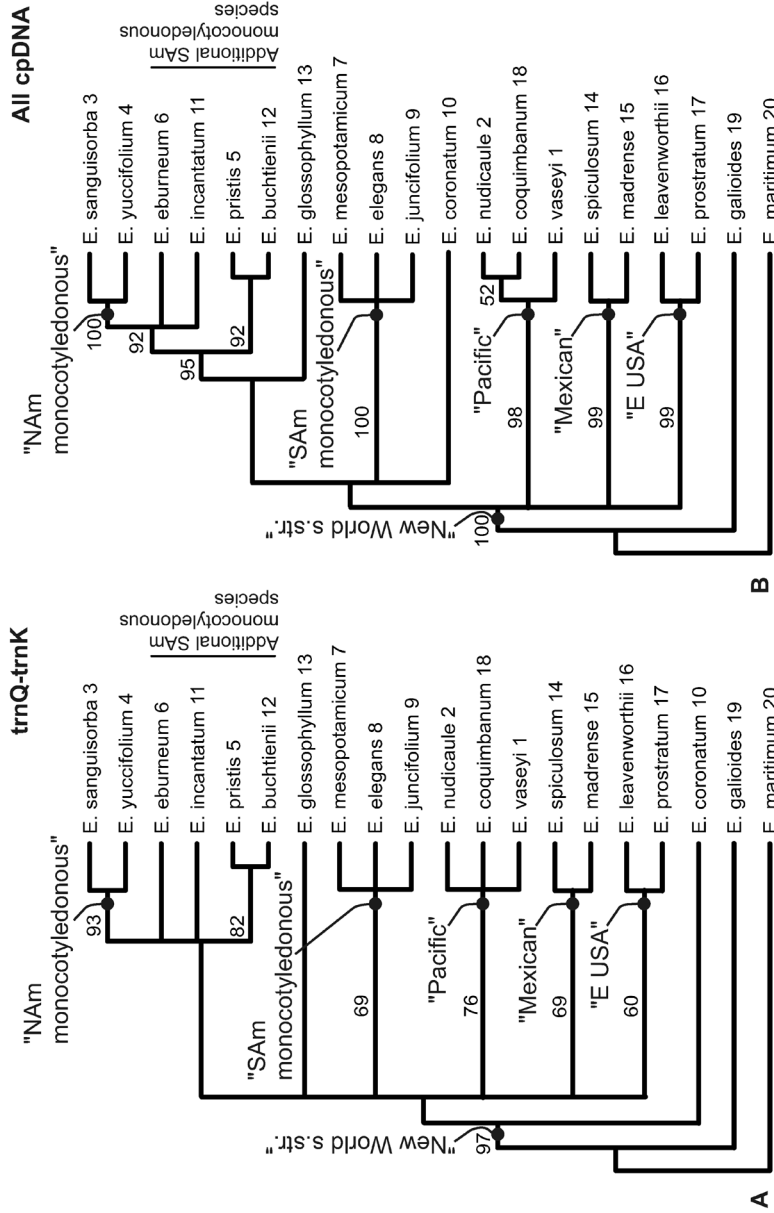 trnQ-trnK
"NAm
monocotyledonous"
93
82
"SAm
monocotyledonous"
69
"Pacific"
76
"Mexican"
69
"E USA"
60
"New World s.str."
97
E. sanguisorba 3
E. yuccifolium 4
E. eburneum 6
E. incantatum 11
E. pristis 5
E. buchtienii 12
E. glossophyllum 13
E. mesopotamicum 7
E. elegans 8
E. juncifolium 9
E. nudicaule 2
E. coquimbanum 18
E. vaseyi 1
E. spiculosum 14
E. madrense 15
E. leavenworthii 16
E. prostratum 17
E. coronatum 10
E. galioides 19
E. maritimum 20
Additional SAm
monocotyledonous
species
A
All cpDNA
"NAm
monocotyledonous"
100
92
95
92
"SAm
monocotyledonous"
100
"Pacific"
52
98
"Mexican"
99
"E USA"
99
"New World s.str."
100
E. sanguisorba 3
E. yuccifolium 4
E. eburneum 6
E. incantatum 11
E. pristis 5
E. buchtienii 12
E. glossophyllum 13
E. mesopotamicum 7
E. elegans 8
E. juncifolium 9
E. coronatum 10
E. nudicaule 2
E. coquimbanum 18
E. vaseyi 1
E. spiculosum 14
E. madrense 15
E. leavenworthii 16
E. prostratum 17
E. galioides 19
E. maritimum 20
Additional SAm
monocotyledonous
species
B